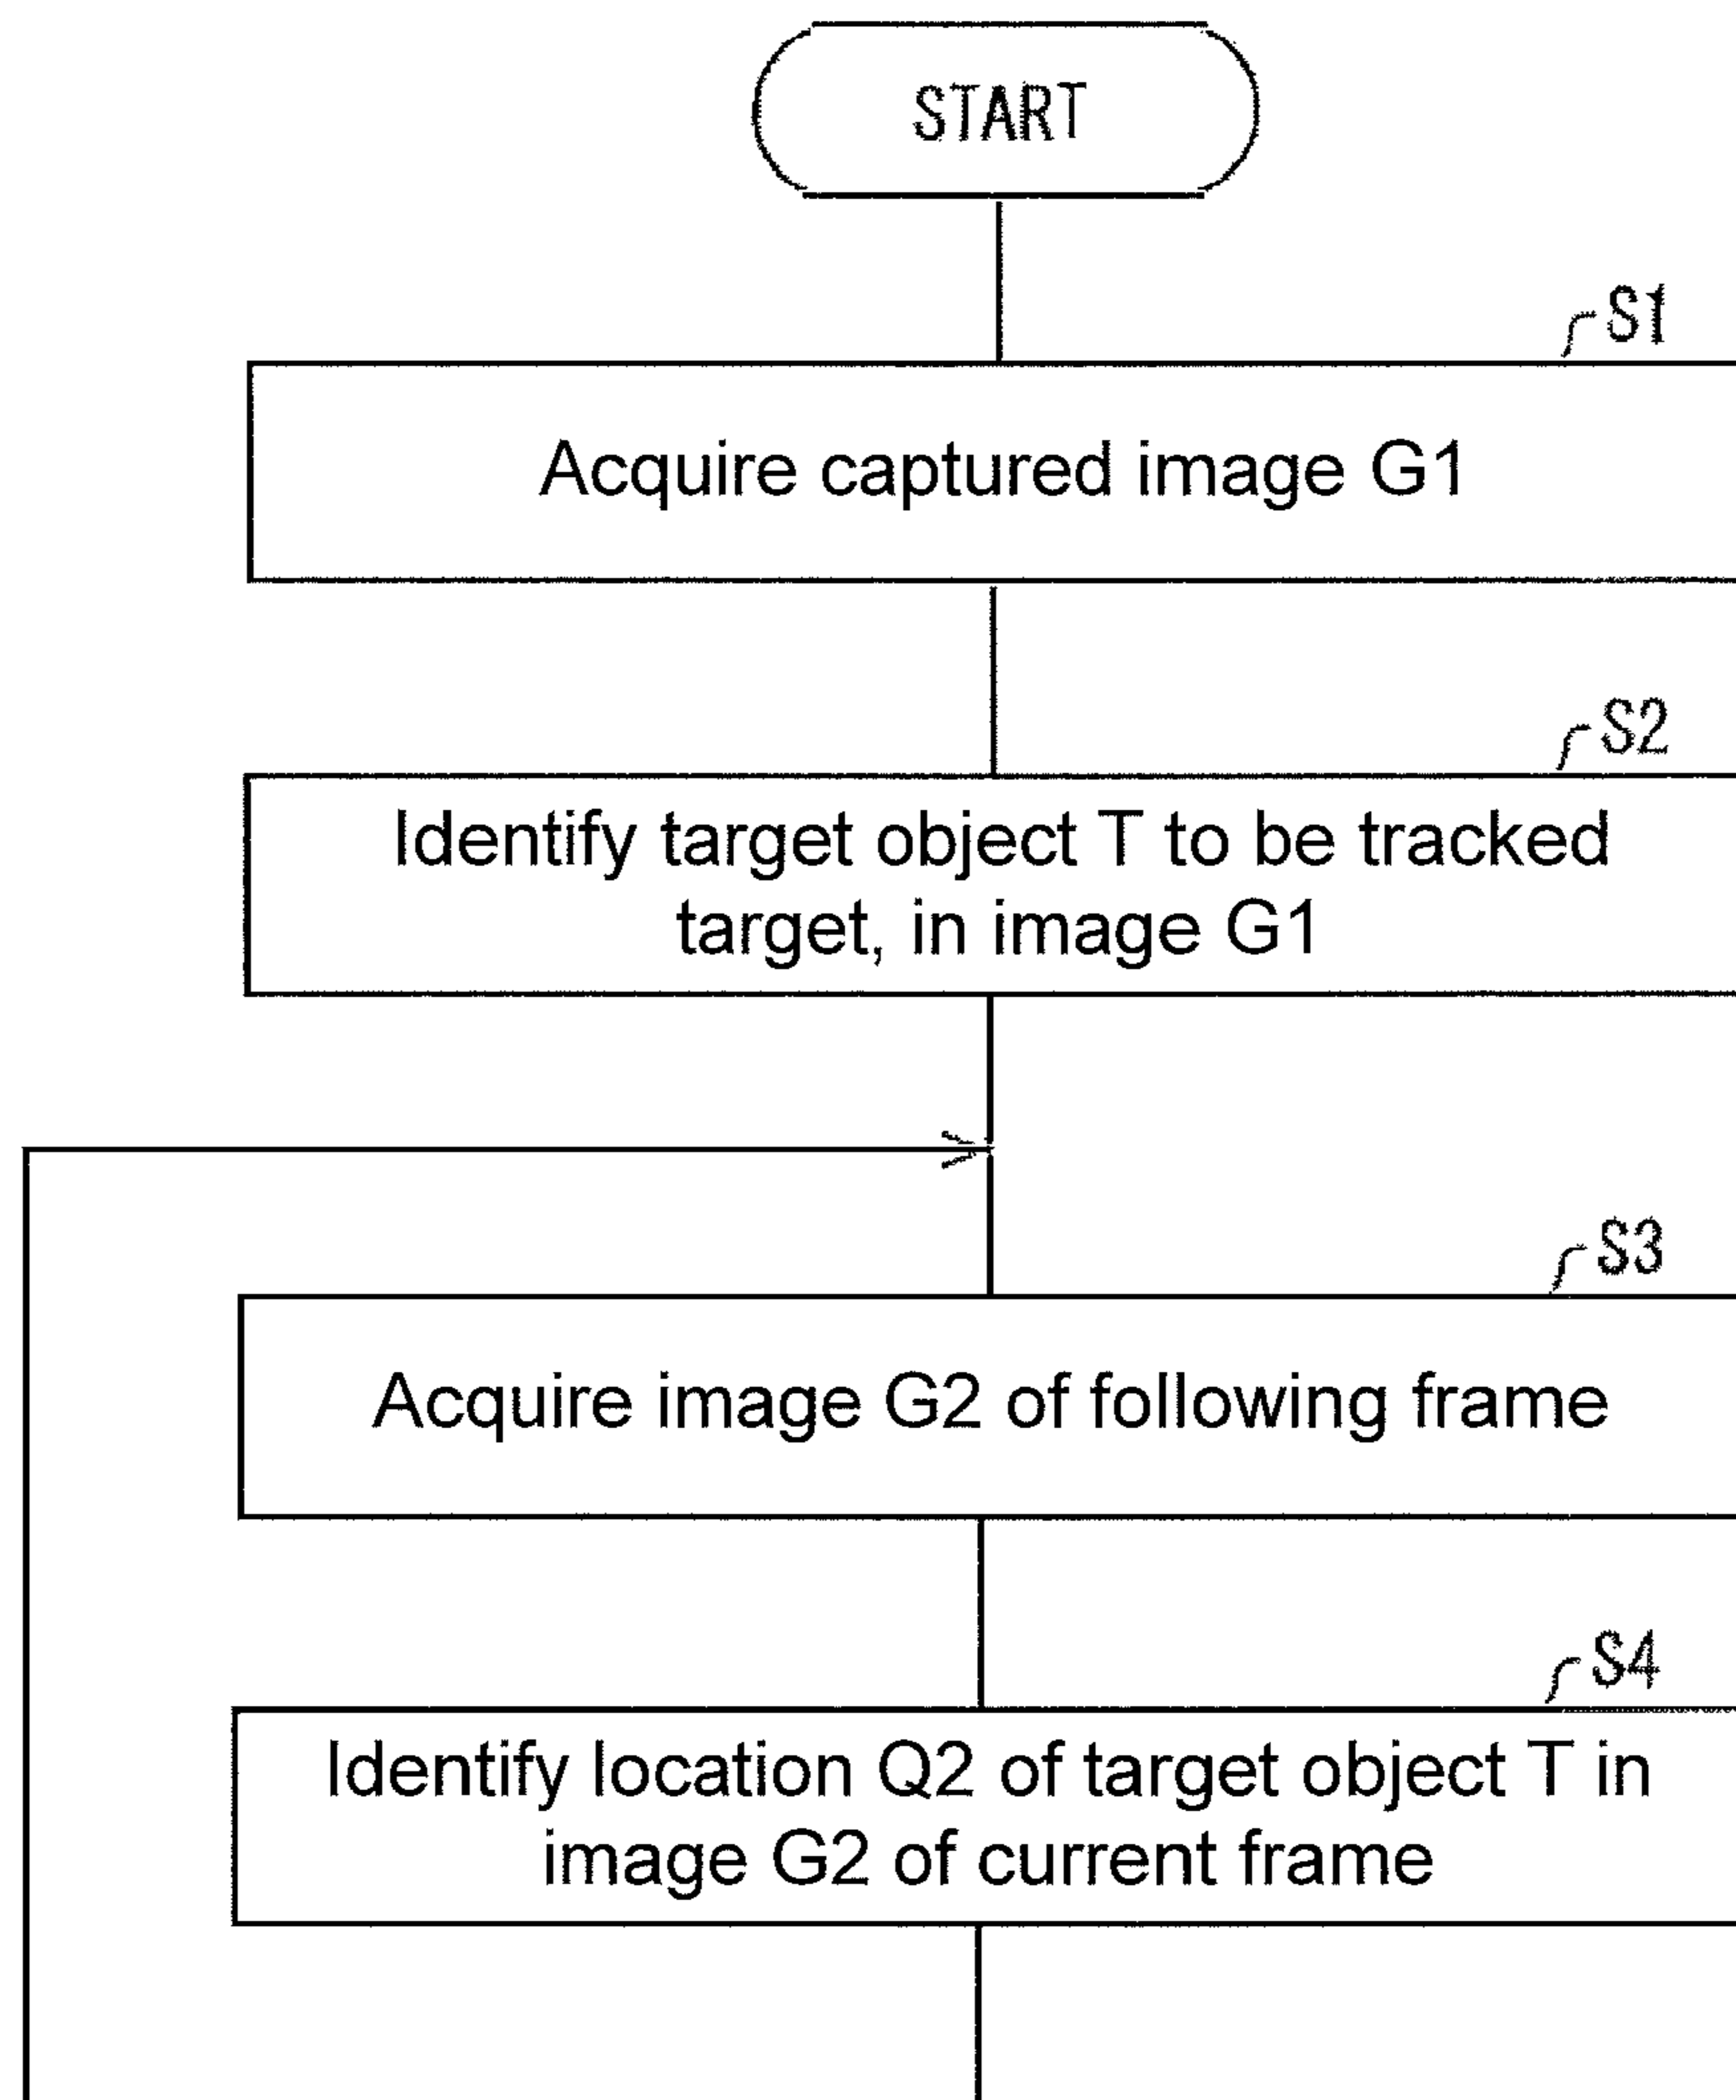 START
S1
Acquire captured image G1
S2
Identify target object T to be tracked
target, in image G1
S3
Acquire image G2 of following frame
S4
Identify location Q2 of target object T in
image G2 of current frame